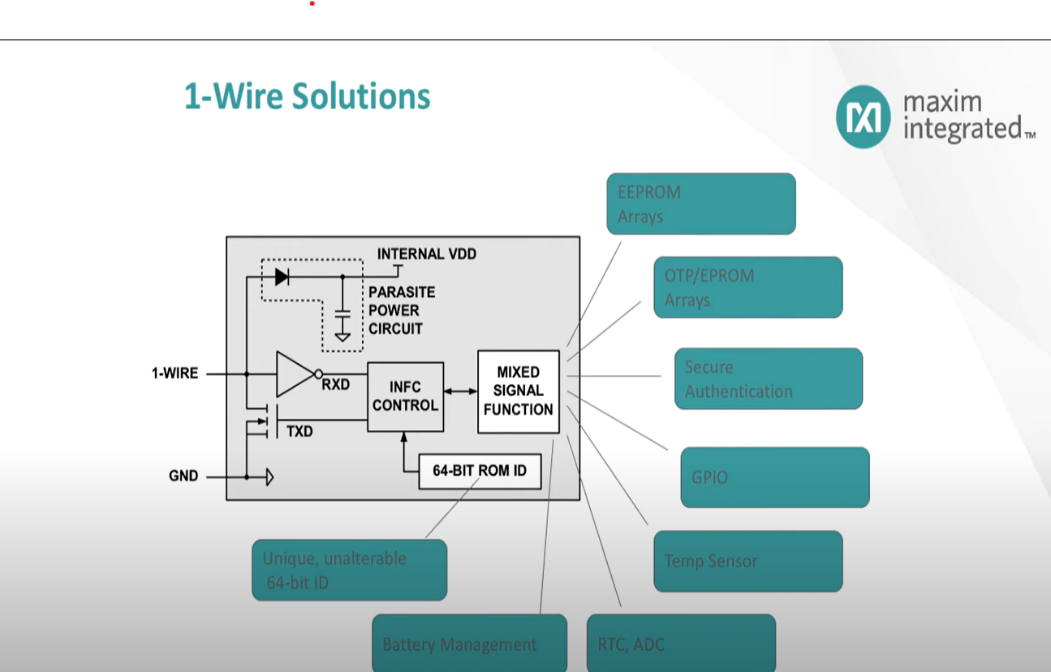 1-Wire Solutions
maxim
integrated™
EEPROM
Arrays
INTERNAL VDD
OTP/EPROM
Arrays
PARASITE
POWER
CIRCUIT
1-WIRE
RXD
INFC
CONTROL
MIXED
SIGNAL
FUNCTION
Secure
Authentication
TXD
GND
64-BIT ROM ID
GPIO
Unique, unalterable
64-bit ID
Temp Sensor
Battery Management
RTC, ADC